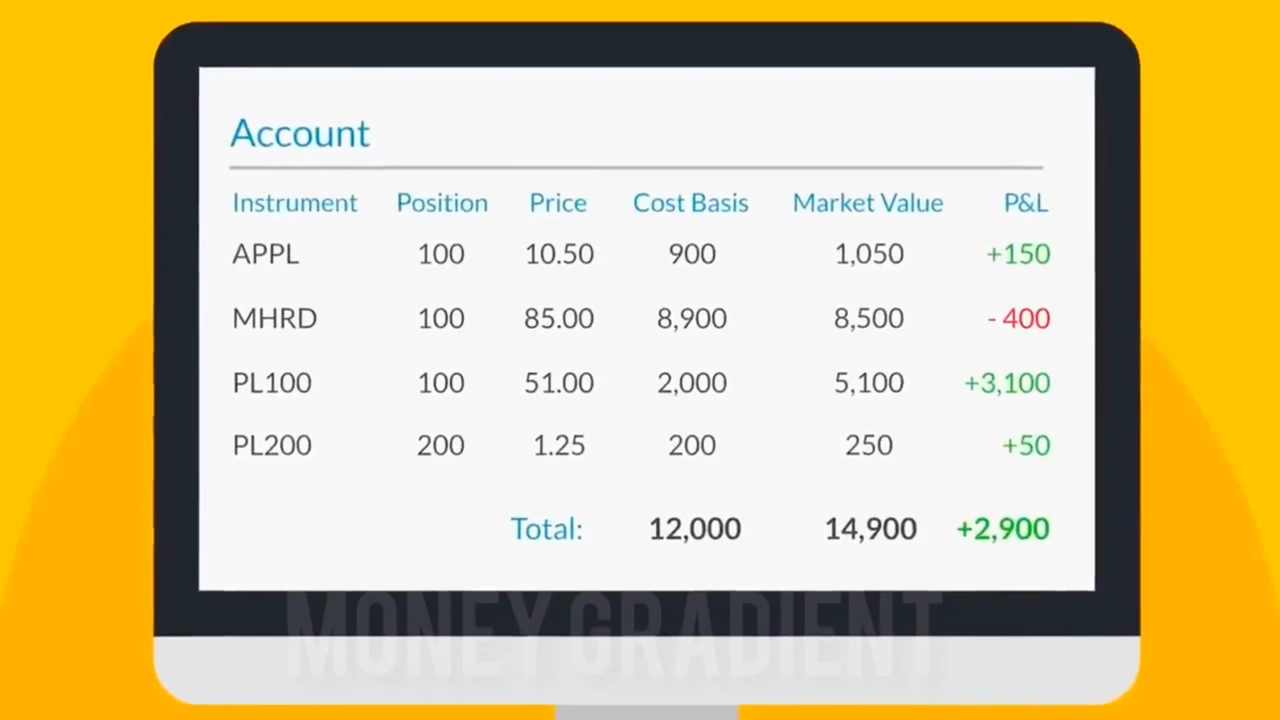 Account
Instrument Position Price Cost Basis Market Value P&L
APPL 100 10.50 900 1,050 +150
MHRD 100 85.00 8,900 8,500 - 400
PL100 100 51.00 2,000 5,100 +3,100
PL200 200 1.25 200 250 +50
Total: 12,000 14,900 +2,900
MONEY GRADIENT